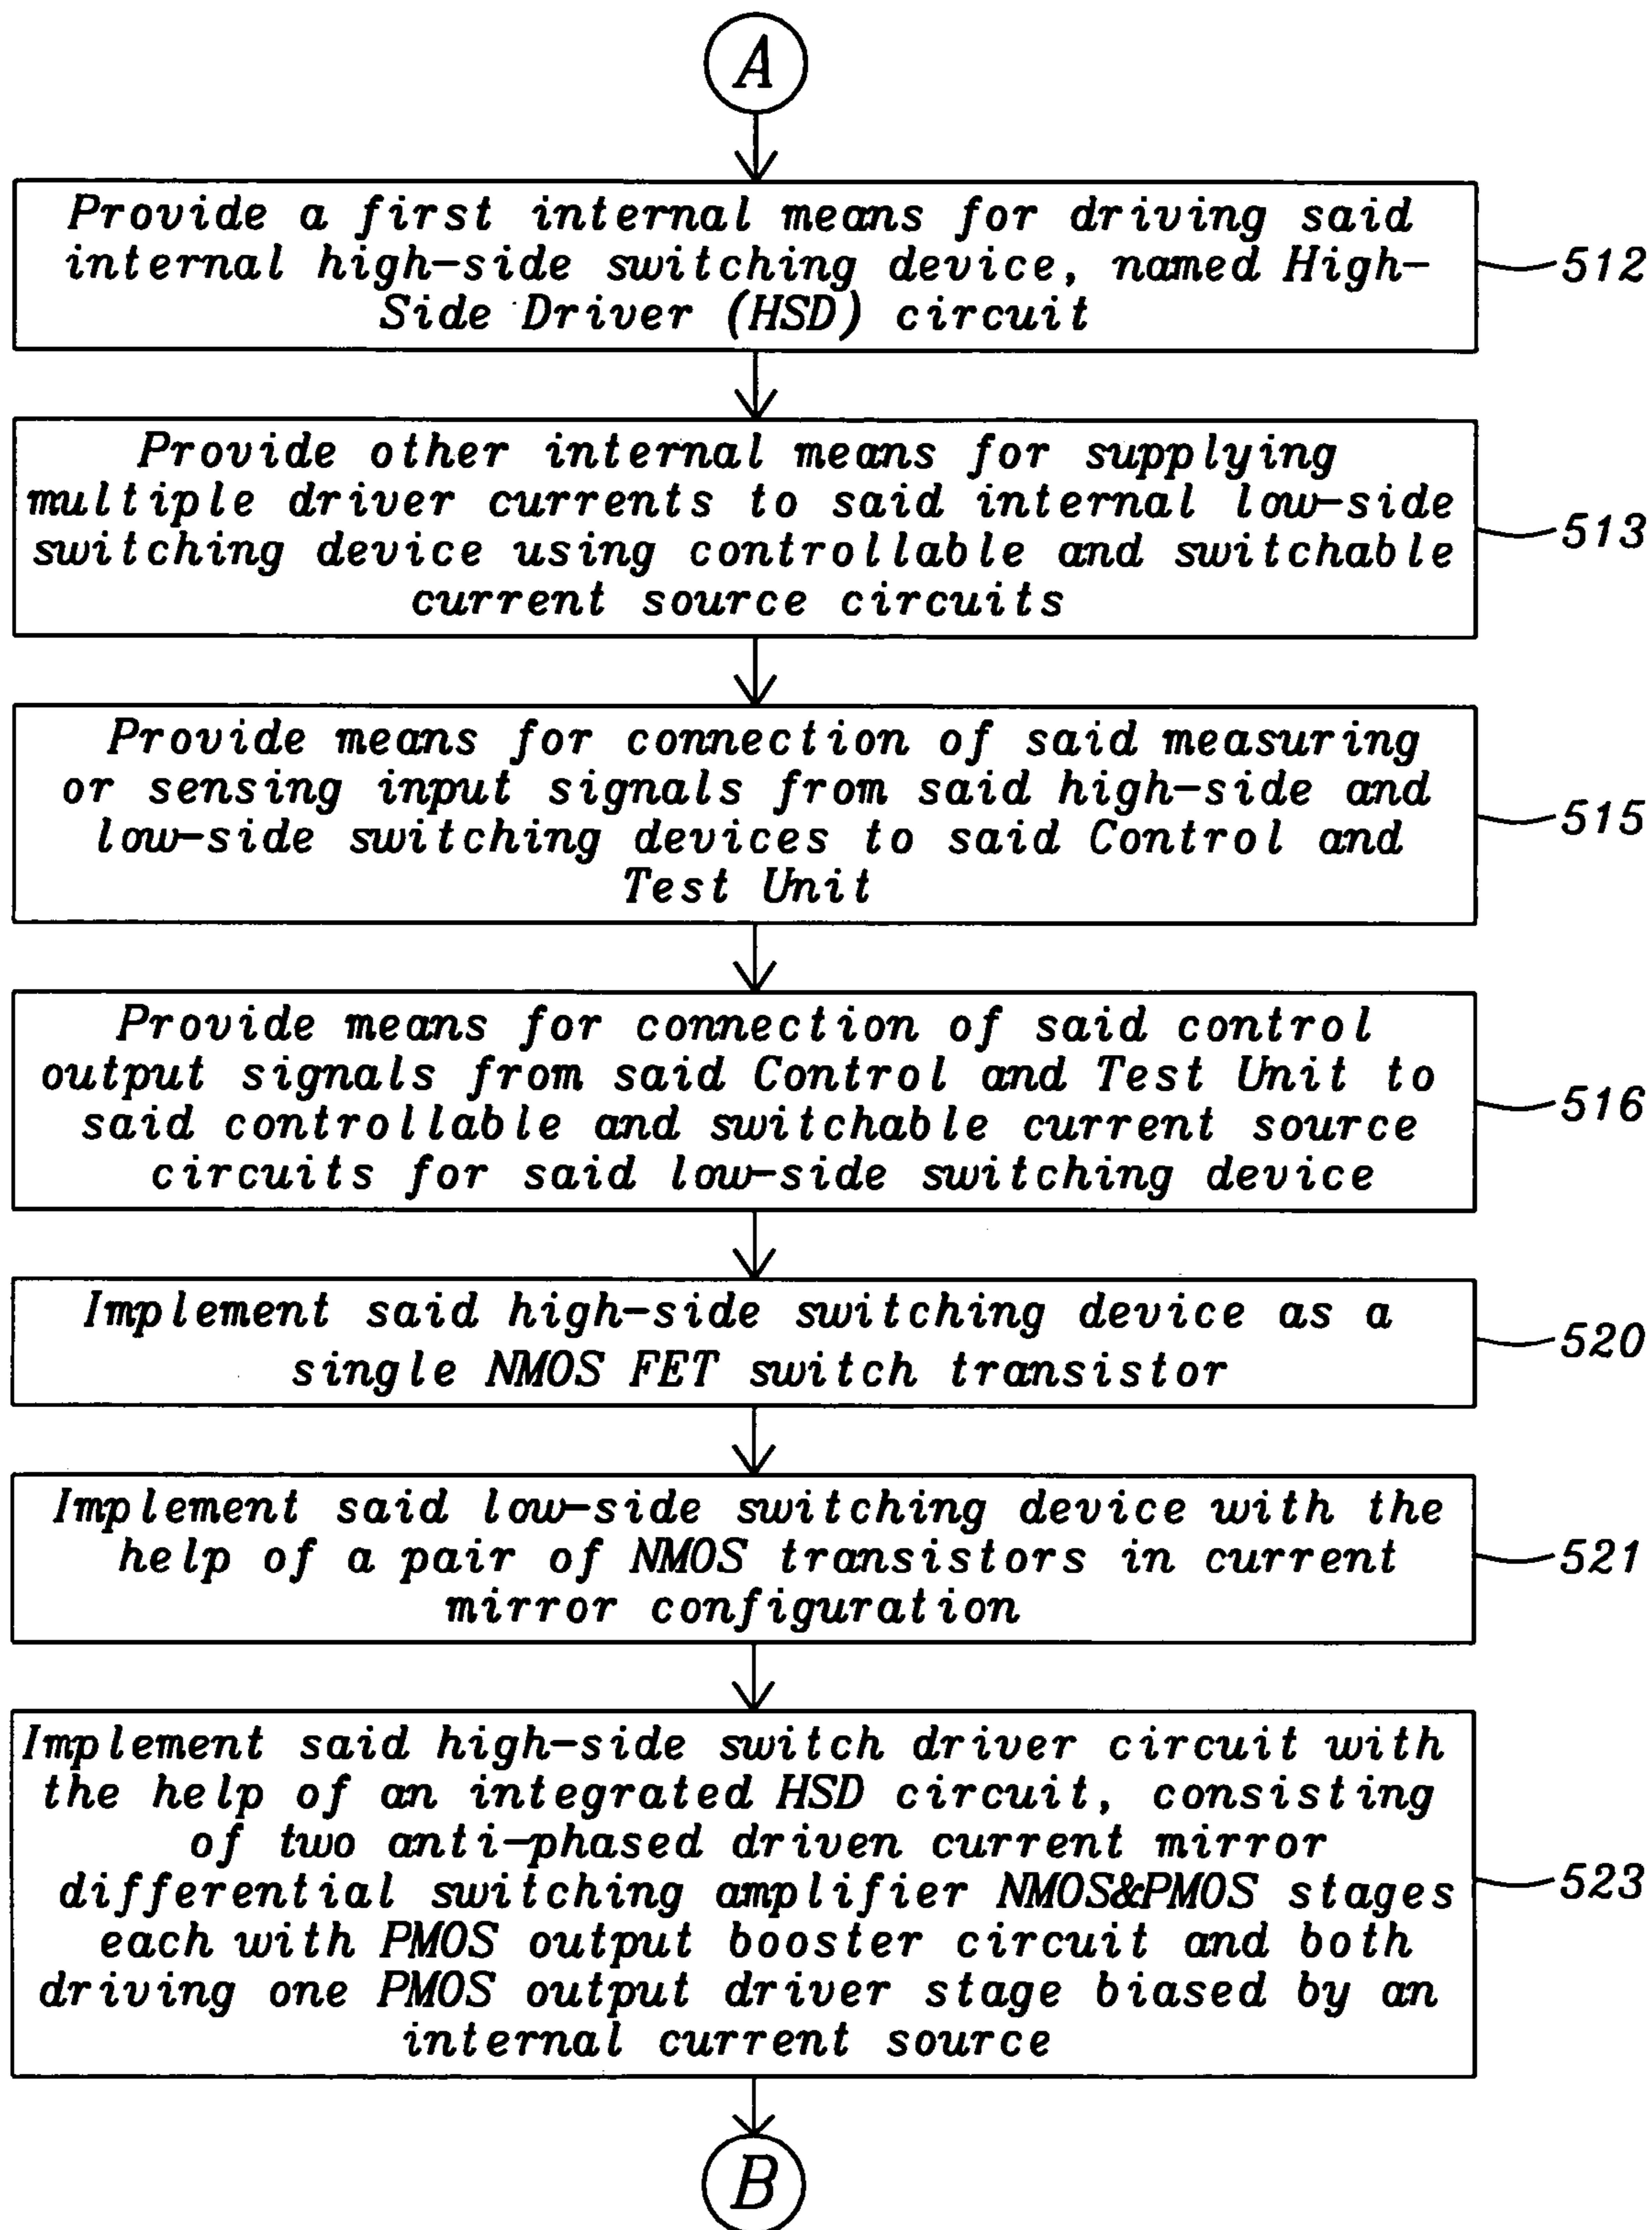 A
Provide a first internal means for driving said
internal high-side switching device, named High-
Side Driver (HSD) circuit
512
Provide other internal means for supplying
multiple driver currents to said internal low-side
switching device using controllable and switchable
current source circuits
513
Provide means for connection of said measuring
or sensing input signals from said high-side and
low-side switching devices to said Control and
Test Unit
515
Provide means for connection of said control
output signals from said Control and Test Unit to
said controllable and switchable current source
circuits for said low-side switching device
516
Implement said high-side switching device as a
single NMOS FET switch transistor
520
Implement said low-side switching device with the
help of a pair of NMOS transistors in current
mirror configuration
521
Implement said high-side switch driver circuit with
the help of an integrated HSD circuit, consisting
of two anti-phased driven current mirror
differential switching amplifier NMOS&PMOS stages
each with PMOS output booster circuit and both
driving one PMOS output driver stage biased by an
internal current source
523
B